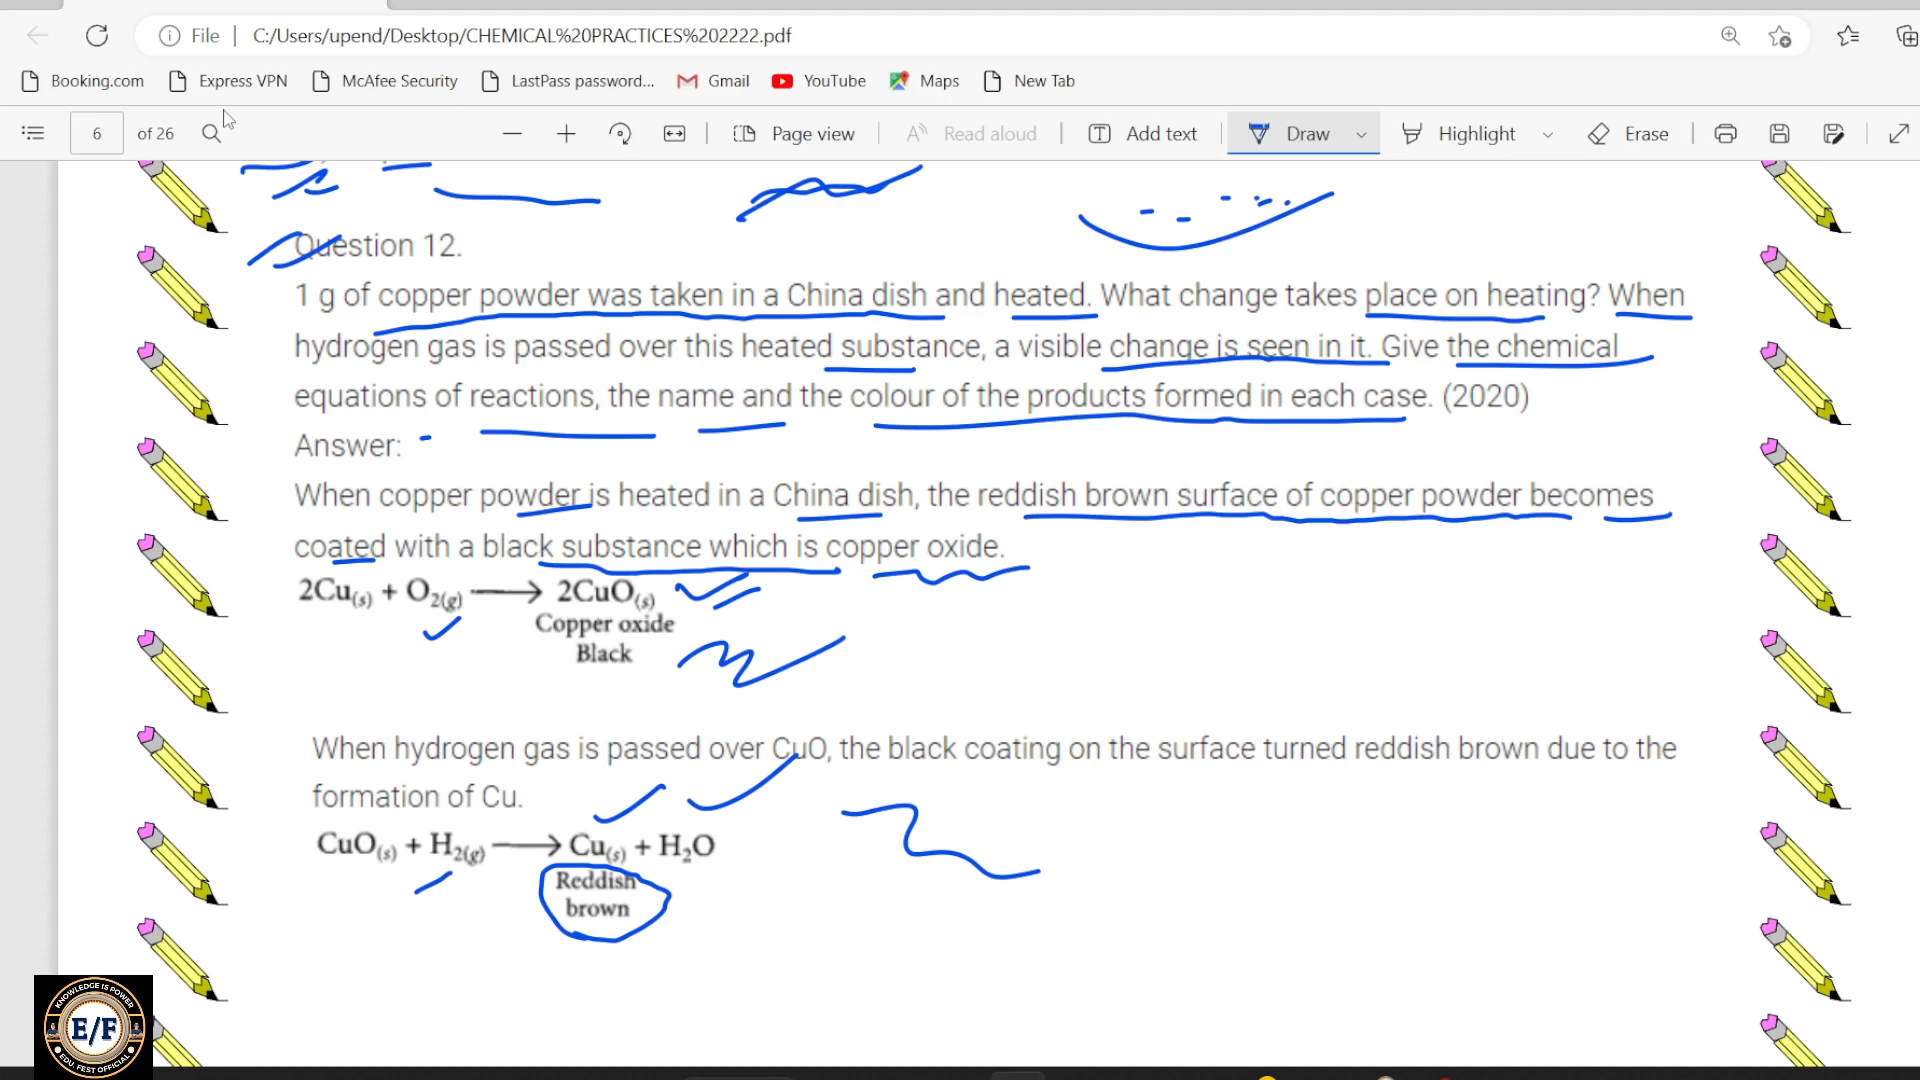 File C:/Users/upend/Desktop/CHEMICAL%20PRACTICES%202222.pdf
Booking.com Express VPN McAfee Security LastPass password... Gmail YouTube Maps New Tab
6 of 26 Page view Read aloud Add text Draw Highlight Erase
Question 12.
1 g of copper powder was taken in a China dish and heated. What change takes place on heating? When
hydrogen gas is passed over this heated substance, a visible change is seen in it. Give the chemical
equations of reactions, the name and the colour of the products formed in each case. (2020)
Answer:
When copper powder is heated in a China dish, the reddish brown surface of copper powder becomes
coated with a black substance which is copper oxide.
2Cu(s) + O2(g) ⟶ 2CuO(s)
Copper oxide
Black
When hydrogen gas is passed over CuO, the black coating on the surface turned reddish brown due to the
formation of Cu.
CuO(s) + H2(g) ⟶ Cu(s) + H2O
Reddish
brown
KNOWLEDGE IS POWER
E/F
EDU. FEST OFFICIAL